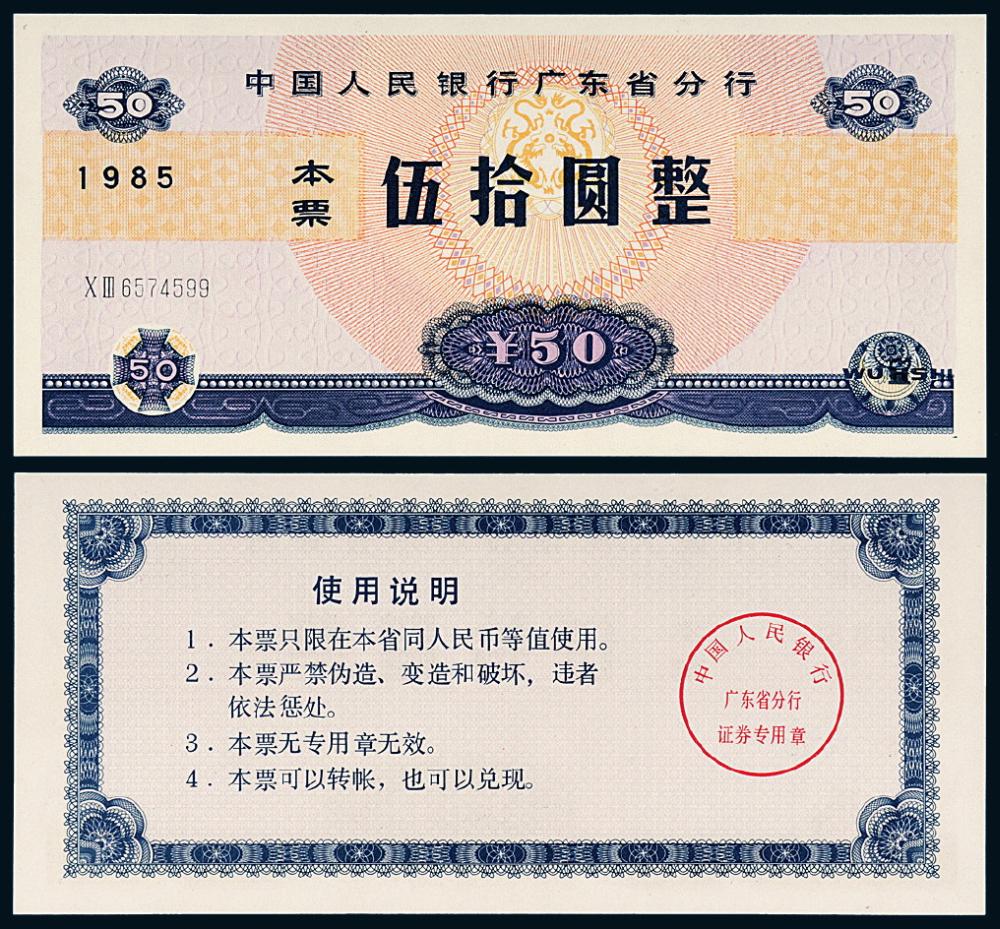 中国人民银行广东省分行
50
50
1985
本票
伍拾圆整
XⅢ6574599
¥50
50
WUHSHI
使用说明
1．本票只限在本省同人民币等值使用。
2．本票严禁伪造、变造和破坏，违者
依法惩处。
3．本票无专用章无效。
4．本票可以转帐，也可以兑现。
中国人民银行
广东省分行
证券专用章